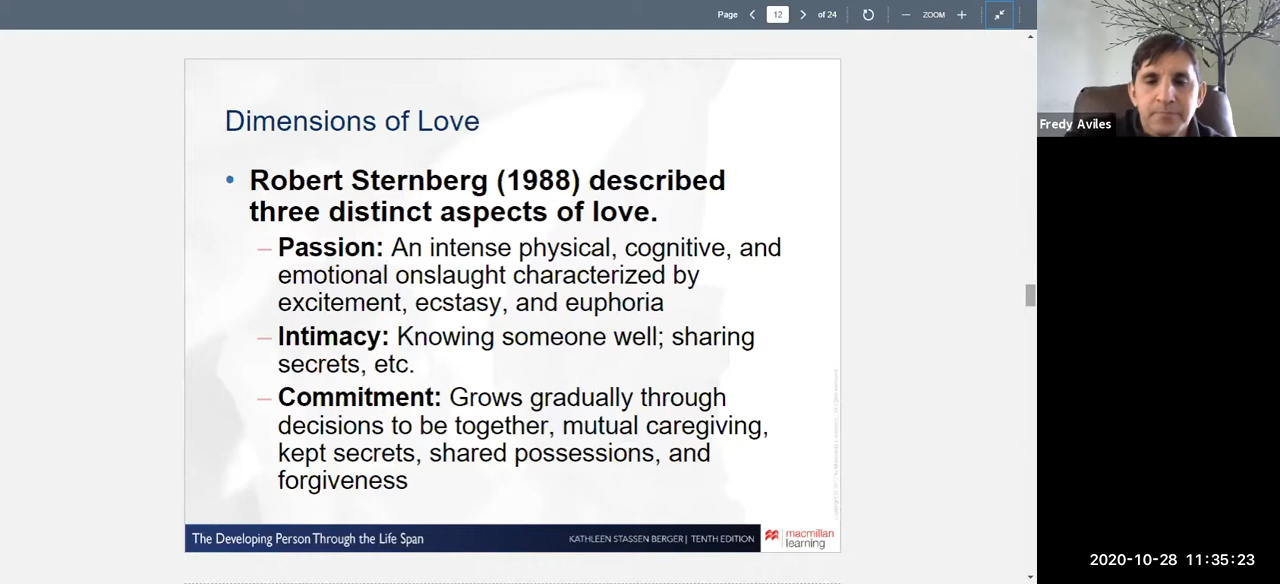 Page 12 of 24 ZOOM
Fredy Aviles
Dimensions of Love
• Robert Sternberg (1988) described
three distinct aspects of love.
– Passion: An intense physical, cognitive, and
emotional onslaught characterized by
excitement, ecstasy, and euphoria
– Intimacy: Knowing someone well; sharing
secrets, etc.
– Commitment: Grows gradually through
decisions to be together, mutual caregiving,
kept secrets, shared possessions, and
forgiveness
The Developing Person Through the Life Span
KATHLEEN STASSEN BERGER | TENTH EDITION
macmillan
learning
2020-10-28 11:35:23